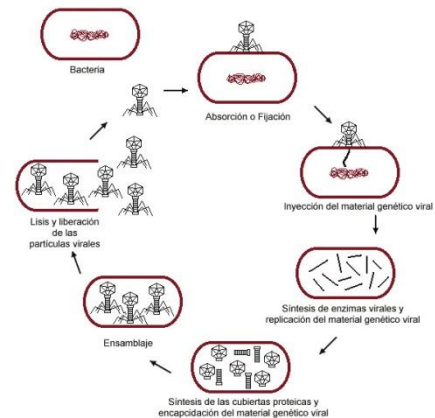 Bacteria
Absorción o Fijación
Inyección del material genético viral
Síntesis de enzimas virales y
replicación del material genético viral
Síntesis de las cubiertas proteicas y
encapcidación del material genético viral
Ensamblaje
Lisis y liberación
de las
partículas virales